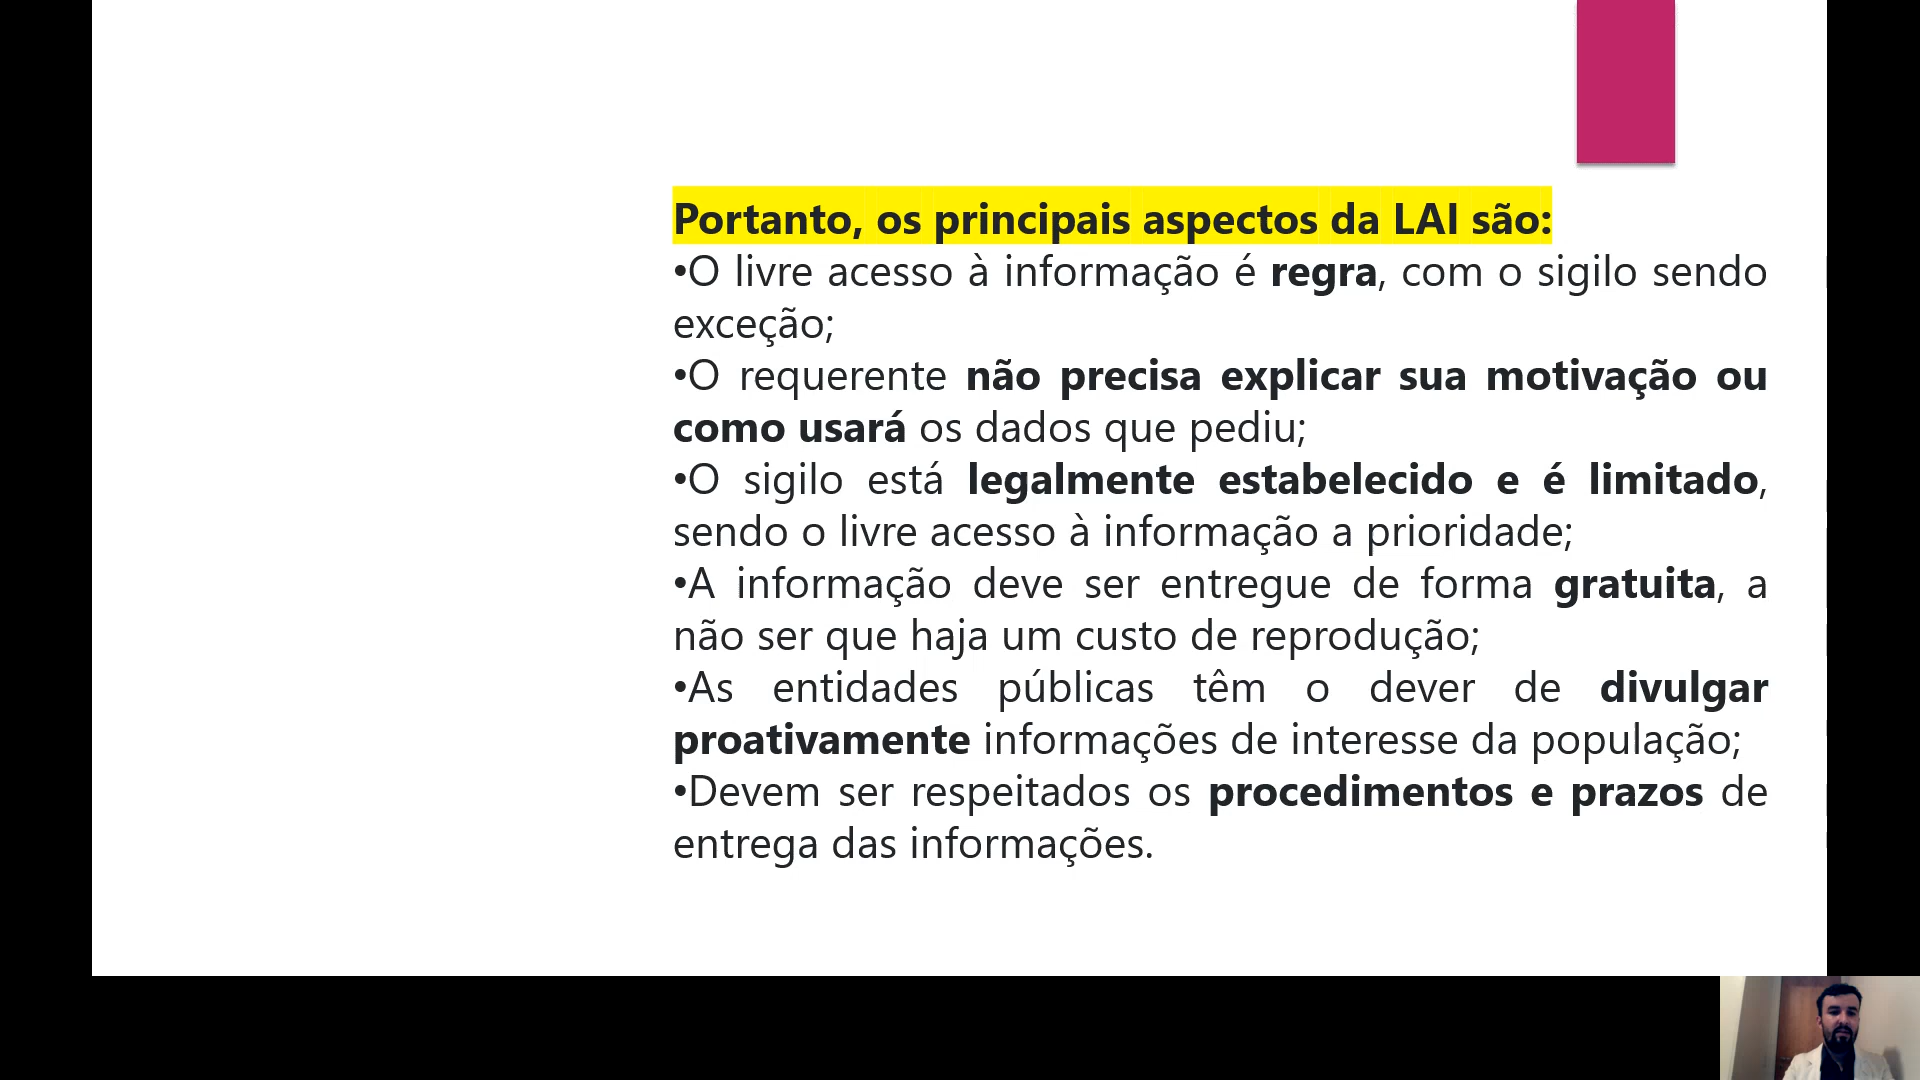 Portanto, os principais aspectos da LAI são:
•O livre acesso à informação é regra, com o sigilo sendo
exceção;
•O requerente não precisa explicar sua motivação ou
como usará os dados que pediu;
•O sigilo está legalmente estabelecido e é limitado,
sendo o livre acesso à informação a prioridade;
•A informação deve ser entregue de forma gratuita, a
não ser que haja um custo de reprodução;
•As entidades públicas têm o dever de divulgar
proativamente informações de interesse da população;
•Devem ser respeitados os procedimentos e prazos de
entrega das informações.